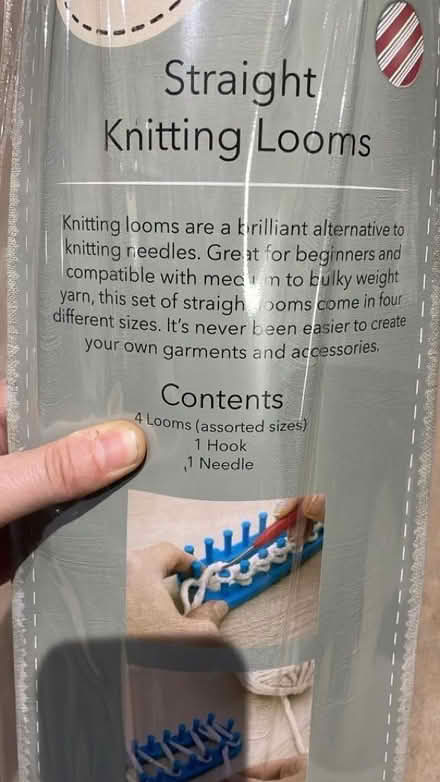 Straight
Knitting Looms
Knitting looms are a brilliant alternative to
knitting needles. Great for beginners and
compatible with medium to bulky weight
yarn, this set of straight looms come in four
different sizes. It's never been easier to create
your own garments and accessories.
Contents
4 Looms (assorted sizes)
1 Hook
1 Needle